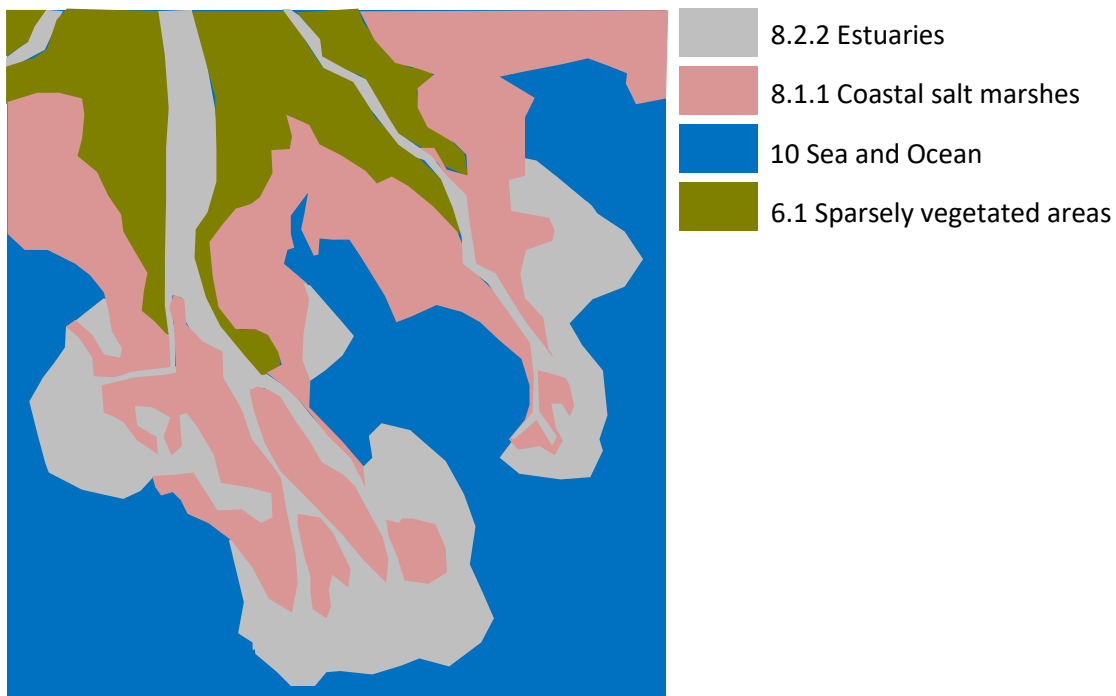 8.2.2 Estuaries
8.1.1 Coastal salt marshes
10 Sea and Ocean
6.1 Sparsely vegetated areas